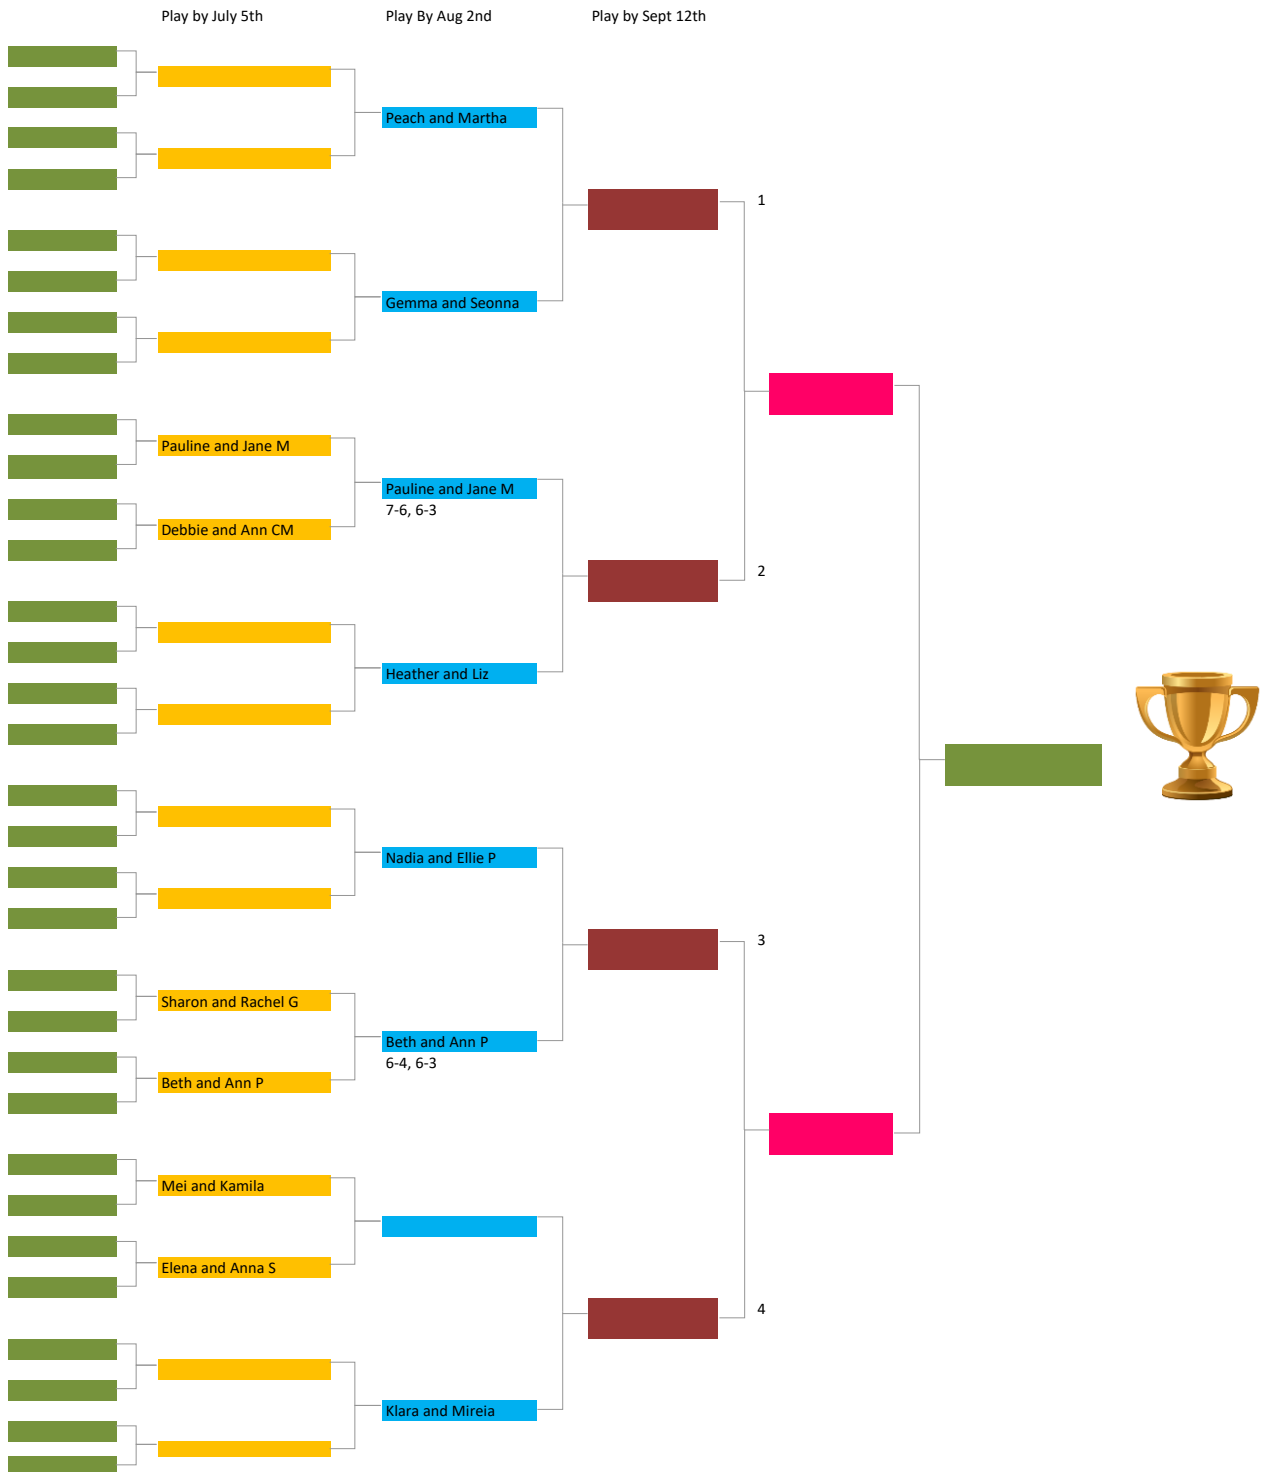 Play by July 5th
Play By Aug 2nd
Play by Sept 12th
Peach and Martha
1
Gemma and Seonna
Pauline and Jane M
Pauline and Jane M
7-6, 6-3
Debbie and Ann CM
2
Heather and Liz
Nadia and Ellie P
3
Sharon and Rachel G
Beth and Ann P
6-4, 6-3
Beth and Ann P
Mei and Kamila
Elena and Anna S
4
Klara and Mireia